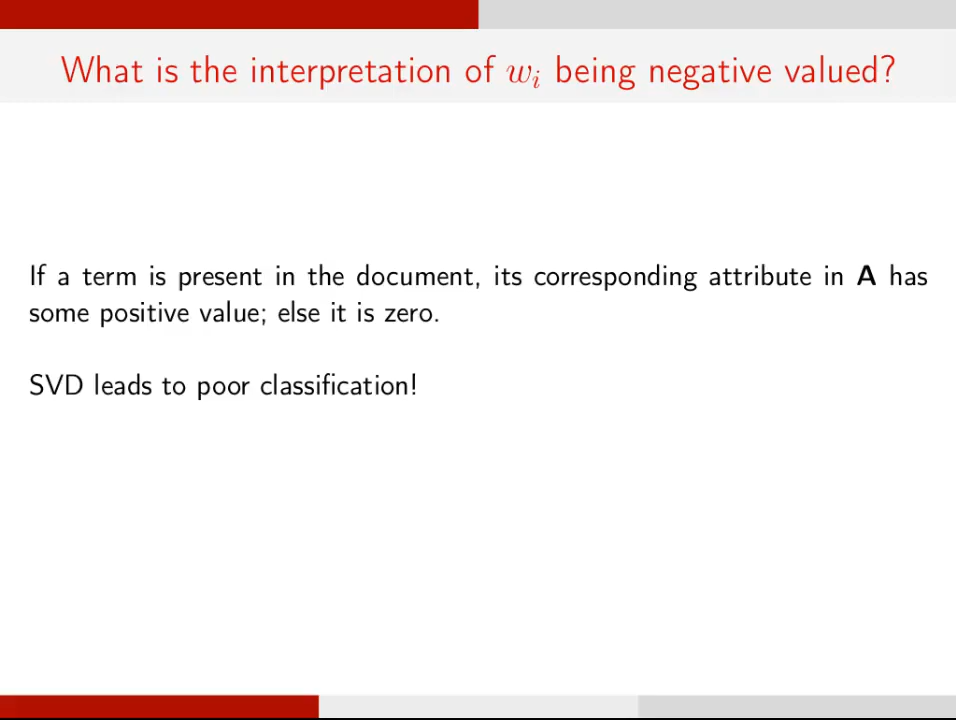 What is the interpretation of wᵢ being negative valued?
If a term is present in the document, its corresponding attribute in A has
some positive value; else it is zero.
SVD leads to poor classification!